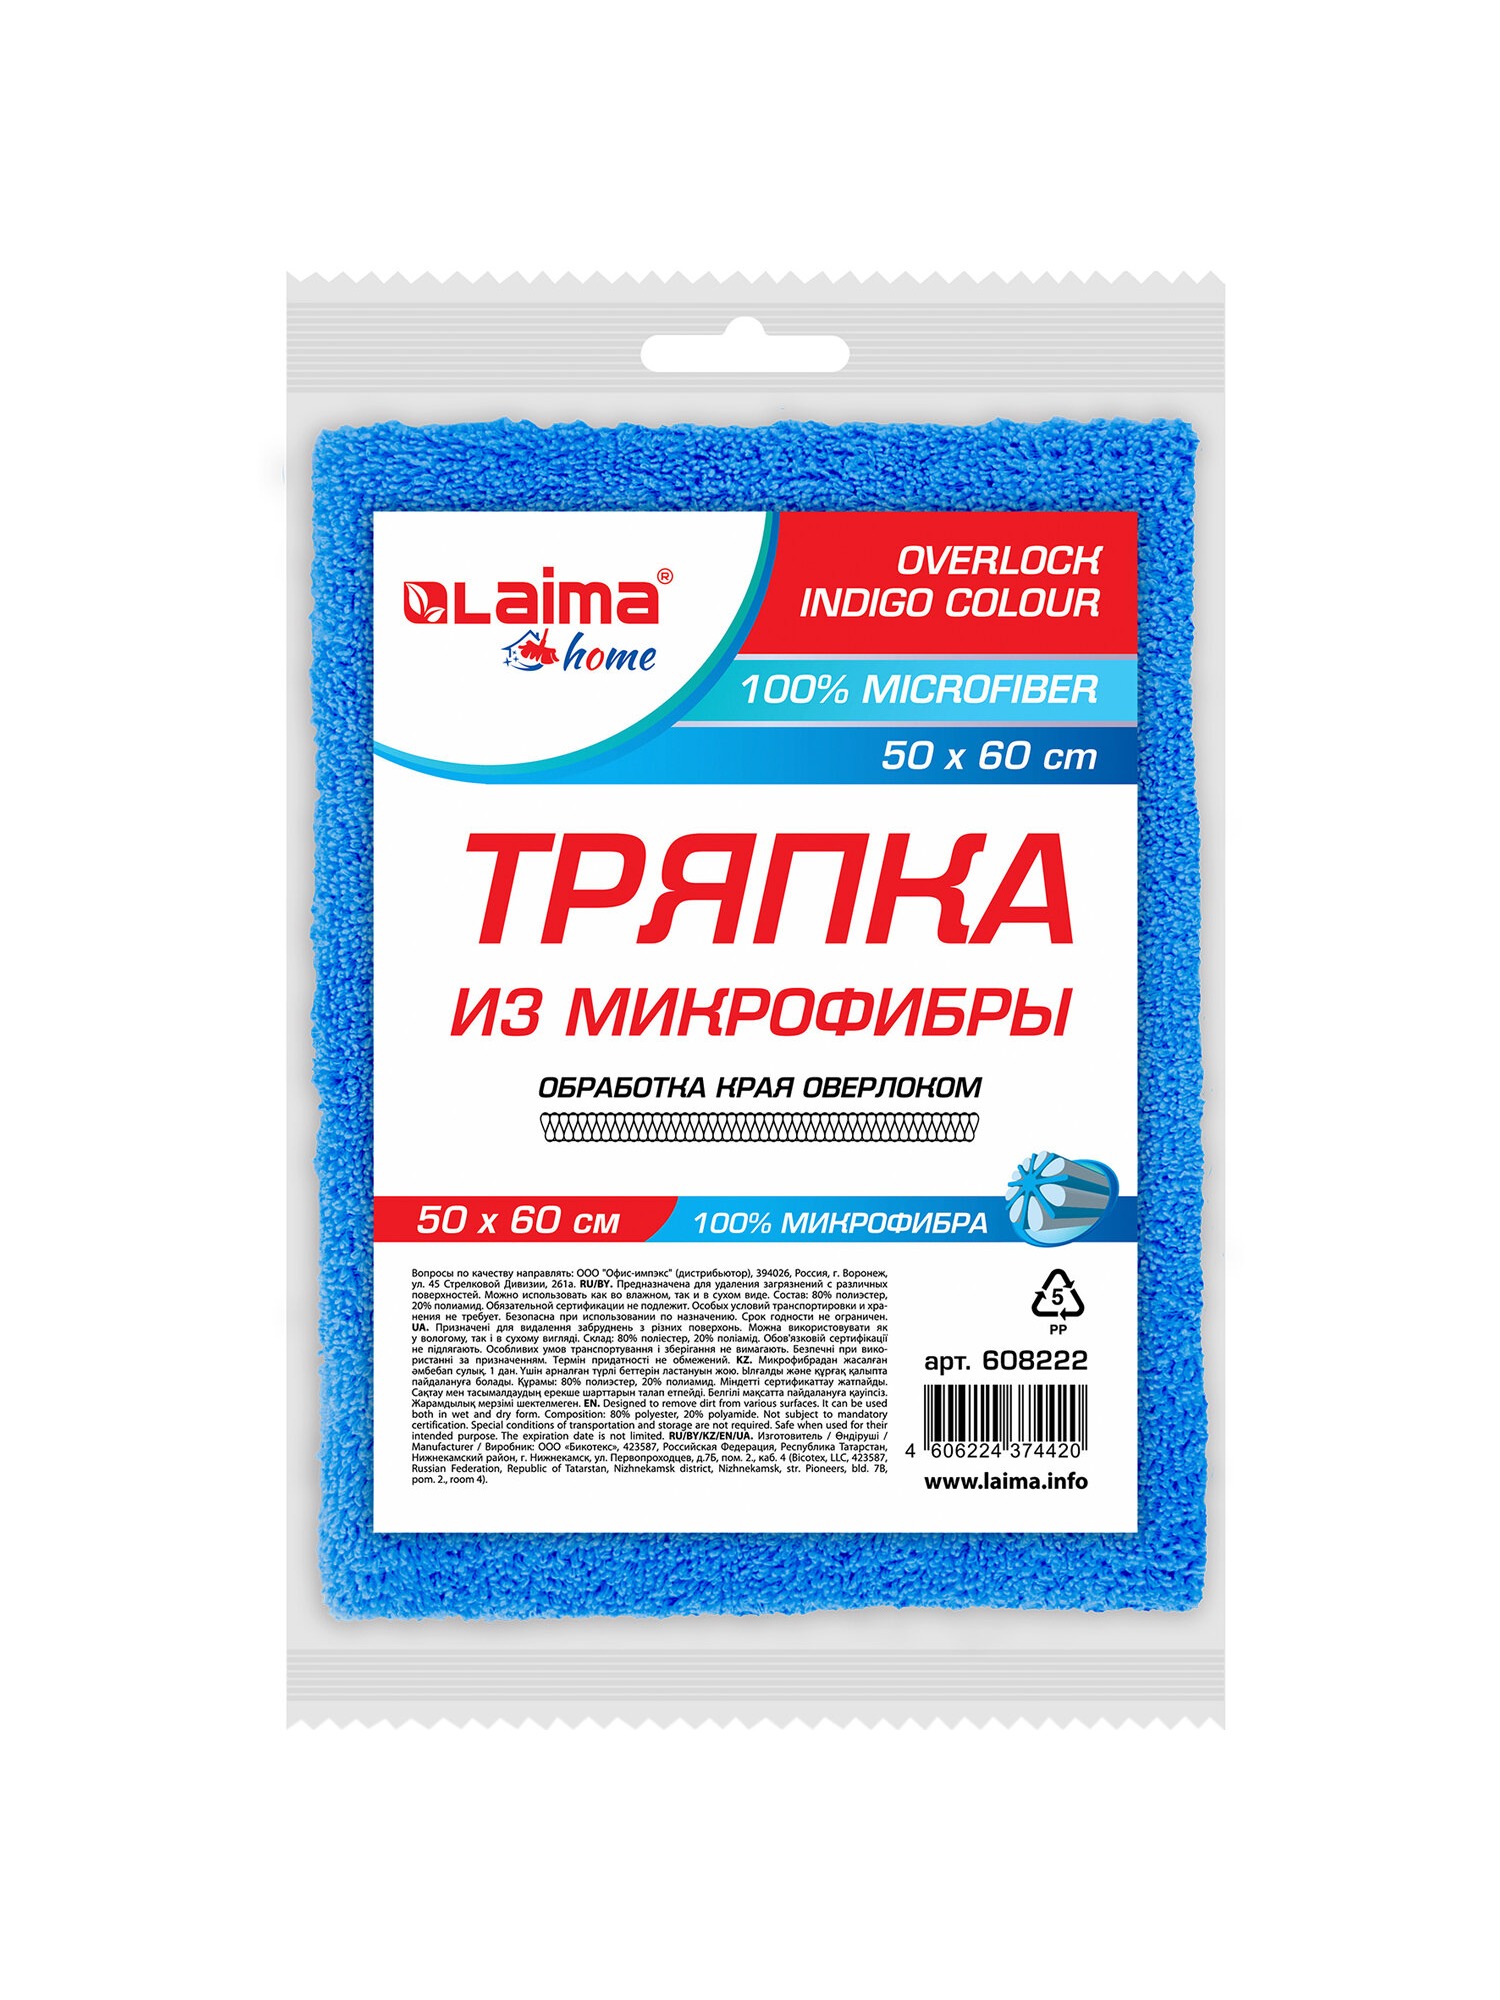 Laima®
home
OVERLOCK
INDIGO COLOUR
100% MICROFIBER
50 x 60 cm
ТРЯПКА
ИЗ МИКРОФИБРЫ
ОБРАБОТКА КРАЯ ОВЕРЛОКОМ
50 x 60 см
100% МИКРОФИБРА
Вопросы по качеству направлять: ООО "Офис-импэкс" (дистрибьютор), 394026, Россия, г. Воронеж,
ул. 45 Стрелковой Дивизии, 261а. RU/BY. Предназначена для удаления загрязнений с различных
поверхностей. Можно использовать как во влажном, так и в сухом виде. Состав: 80% полиэстер,
20% полиамид. Обязательной сертификации не подлежит. Особых условий транспортировки и хра-
нения не требует. Безопасна при использовании по назначению. Срок годности не ограничен.
UA. Призначені для видалення забруднень з різних поверхонь. Можна використовувати як
у вологому, так і в сухому вигляді. Склад: 80% поліестер, 20% поліамід. Обов'язковій сертифікації
не підлягають. Особливих умов транспортування і зберігання не вимагають. Безпечні при вико-
ристанні за призначенням. Термін придатності не обмежений. KZ. Микрофибрадан жасалған
әмбебап сулық. 1 дан. Үшін арналған түрлі беттерін ластануын жою. Ылғалды және құрғақ қалыпта
пайдалануға болады. Құрамы: 80% полиэстер, 20% полиамид. Міндетті сертификаттау жатпайды.
Сақтау мен тасымалдаудың ерекше шарттарын талап етпейді. Белгілі мақсатта пайдалануға қауіпсіз.
Жарамдылық мерзімі шектелмеген. EN. Designed to remove dirt from various surfaces. It can be used
both in wet and dry form. Composition: 80% polyester, 20% polyamide. Not subject to mandatory
certification. Special conditions of transportation and storage are not required. Safe when used for their
intended purpose. The expiration date is not limited. RU/BY/KZ/EN/UA. Изготовитель / Өндіруші /
Manufacturer / Виробник: ООО «Бикотекс», 423587, Российская Федерация, Республика Татарстан,
Нижнекамский район, г. Нижнекамск, ул. Первопроходцев, д.7Б, пом. 2., каб. 4 (Bicotex, LLC, 423587,
Russian Federation, Republic of Tatarstan, Nizhnekamsk district, Nizhnekamsk, str. Pioneers, bld. 7B,
pom. 2., room 4).
5
PP
арт. 608222
4 606224 374420
www.laima.info